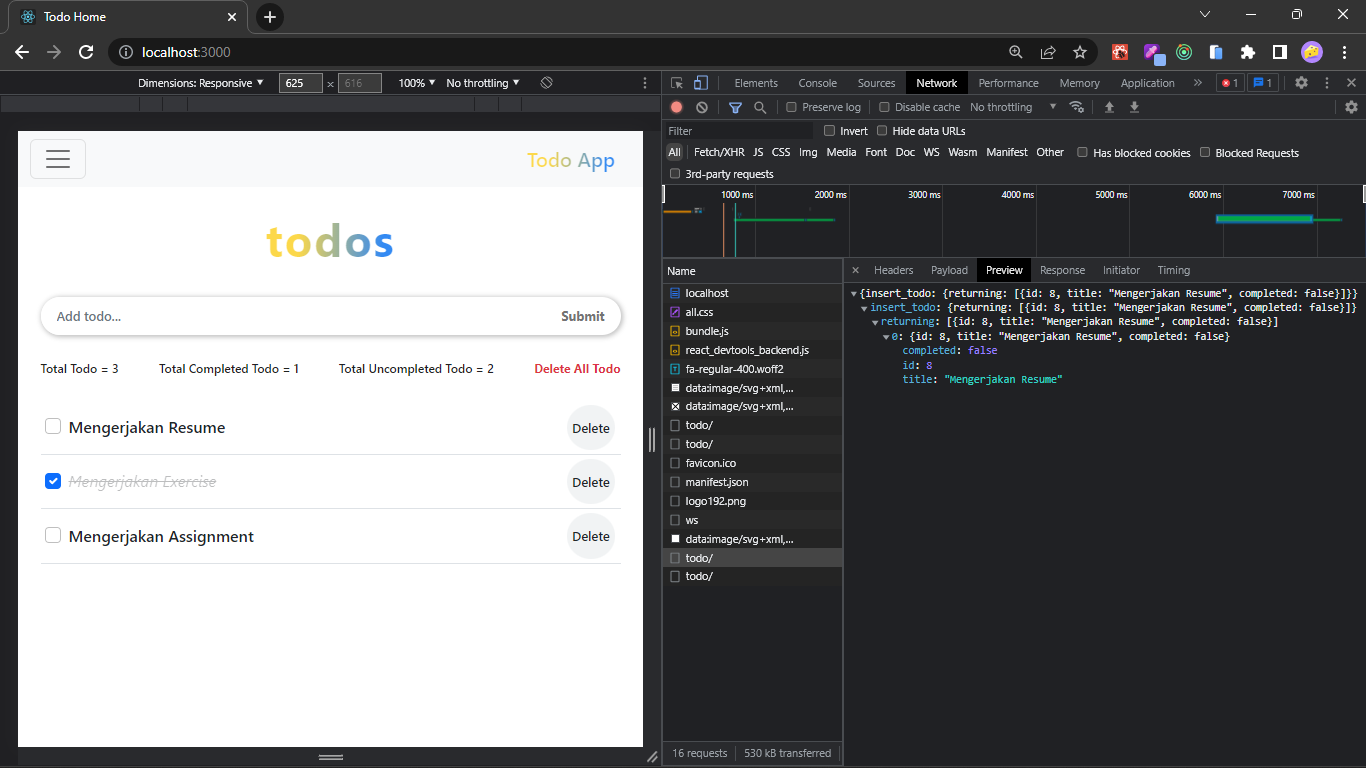 Todo Home
localhost:3000
Dimensions: Responsive 625 × 616 100% No throttling
Todo App
todos
Add todo... Submit
Total Todo = 3 Total Completed Todo = 1 Total Uncompleted Todo = 2 Delete All Todo
Mengerjakan Resume Delete
Mengerjakan Exercise Delete
Mengerjakan Assignment Delete
Elements Console Sources Network Performance Memory Application » 1 1
Preserve log Disable cache No throttling
Filter Invert Hide data URLs
All Fetch/XHR JS CSS Img Media Font Doc WS Wasm Manifest Other Has blocked cookies Blocked Requests
3rd-party requests
1000 ms 2000 ms 3000 ms 4000 ms 5000 ms 6000 ms 7000 ms
Name
localhost
all.css
bundle.js
react_devtools_backend.js
fa-regular-400.woff2
data:image/svg+xml,...
data:image/svg+xml,...
todo/
todo/
favicon.ico
manifest.json
logo192.png
ws
data:image/svg+xml,...
todo/
todo/
16 requests 530 kB transferred
× Headers Payload Preview Response Initiator Timing
{insert_todo: {returning: [{id: 8, title: "Mengerjakan Resume", completed: false}]}}
insert_todo: {returning: [{id: 8, title: "Mengerjakan Resume", completed: false}]}
returning: [{id: 8, title: "Mengerjakan Resume", completed: false}]
0: {id: 8, title: "Mengerjakan Resume", completed: false}
completed: false
id: 8
title: "Mengerjakan Resume"